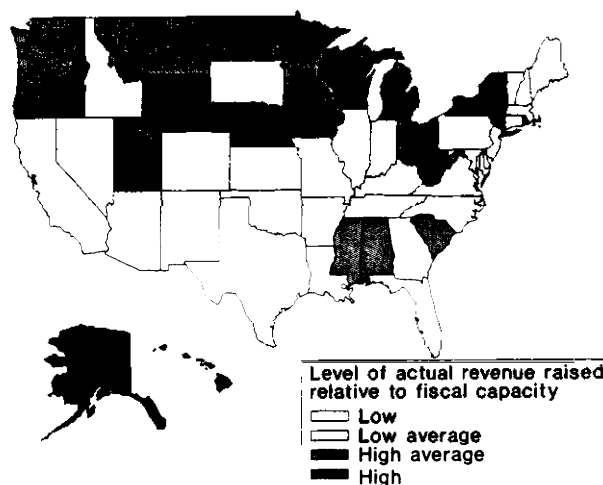 Level of actual revenue raised
relative to fiscal capacity
Low
Low average
High average
High